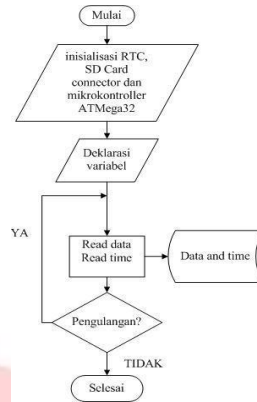 Mulai
inisialisasi RTC,
SD Card
connector dan
mikrokontroller
ATMega32
Deklarasi
variabel
YA
Read data
Read time
Data and time
Pengulangan?
TIDAK
Selesai